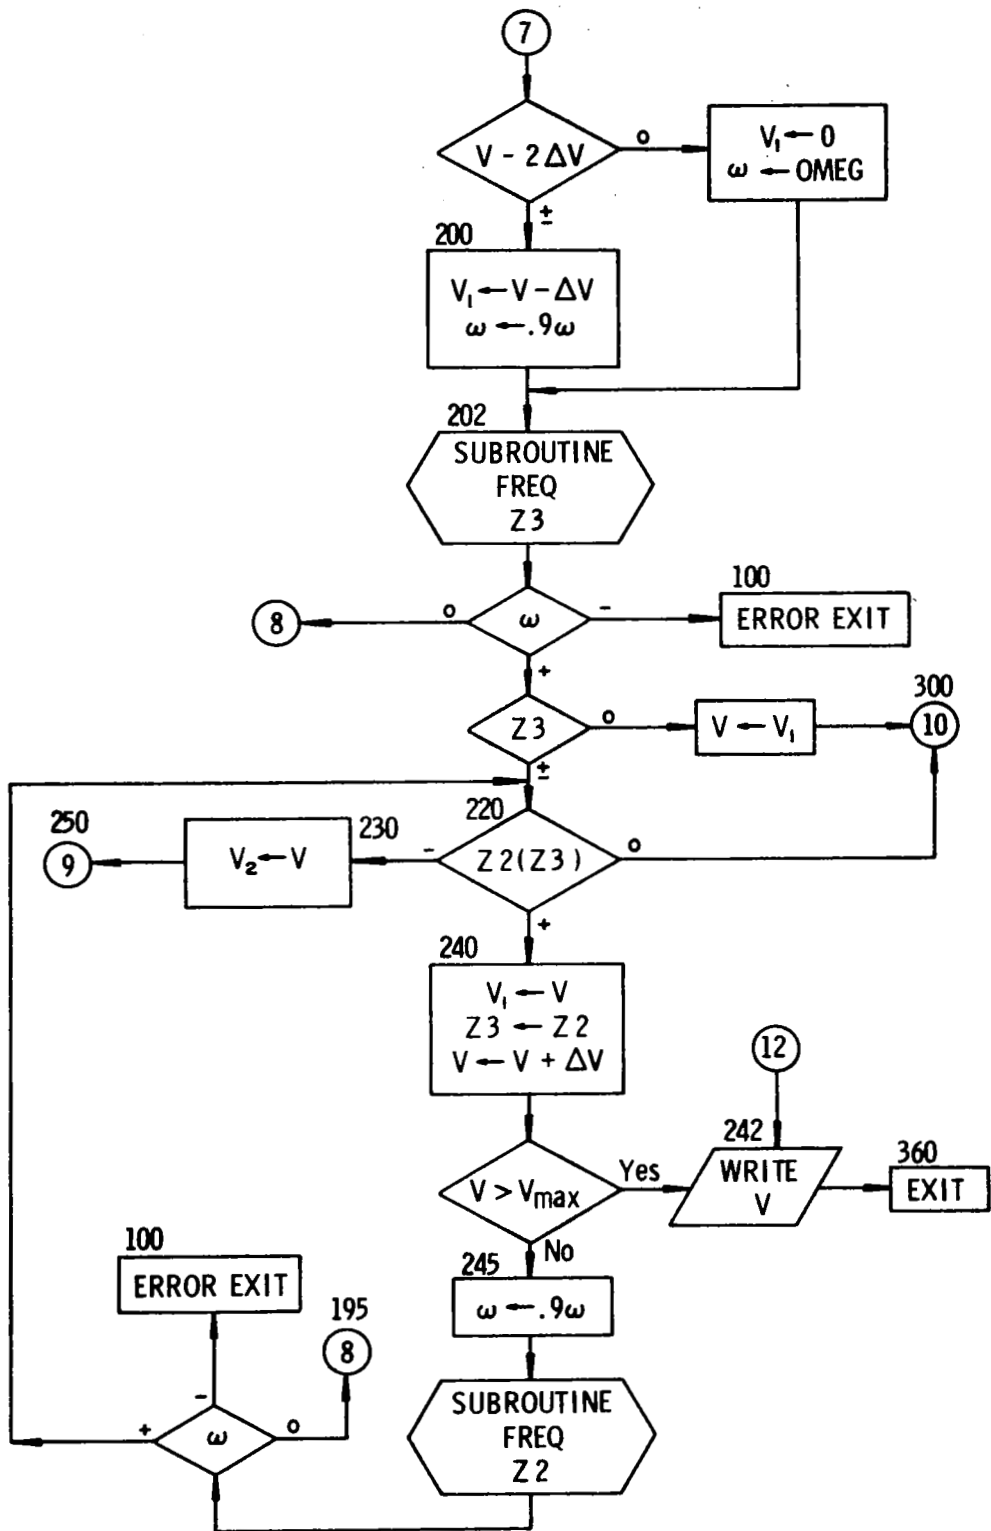 7
V - 2ΔV
o
V₁ ← 0
ω ← OMEG
±
200
V₁ ← V - ΔV
ω ← .9ω
202
SUBROUTINE
FREQ
Z3
8
o
ω
-
100
ERROR EXIT
+
Z3
o
V ← V₁
300
10
±
220
250
9
V₂ ← V
230
-
Z2(Z3)
o
+
240
V₁ ← V
Z3 ← Z2
V ← V + ΔV
12
V > Vmax
Yes
242
WRITE
V
360
EXIT
No
245
ω ← .9ω
100
ERROR EXIT
195
8
-
+
ω
o
SUBROUTINE
FREQ
Z2